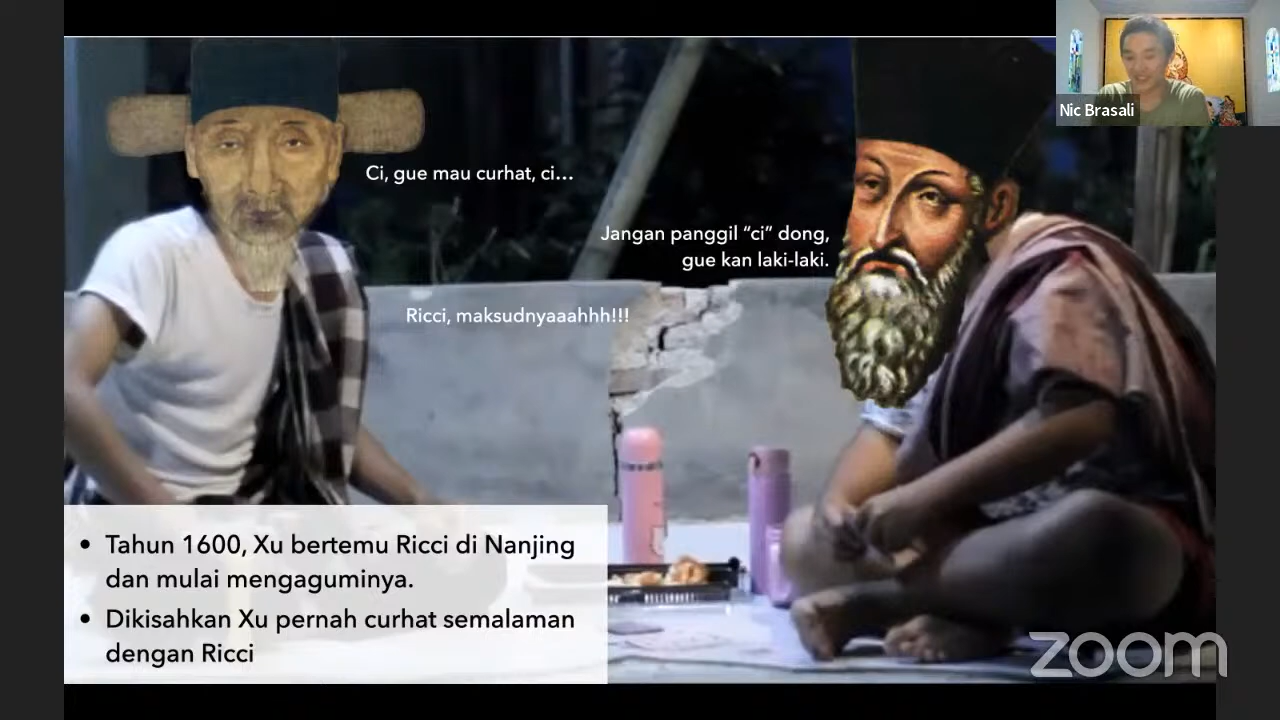 Nic Brasali
Ci, gue mau curhat, ci...
Jangan panggil “ci” dong,
gue kan laki-laki.
Ricci, maksudnyaaahhh!!!
• Tahun 1600, Xu bertemu Ricci di Nanjing
dan mulai mengaguminya.
• Dikisahkan Xu pernah curhat semalaman
dengan Ricci
zoom